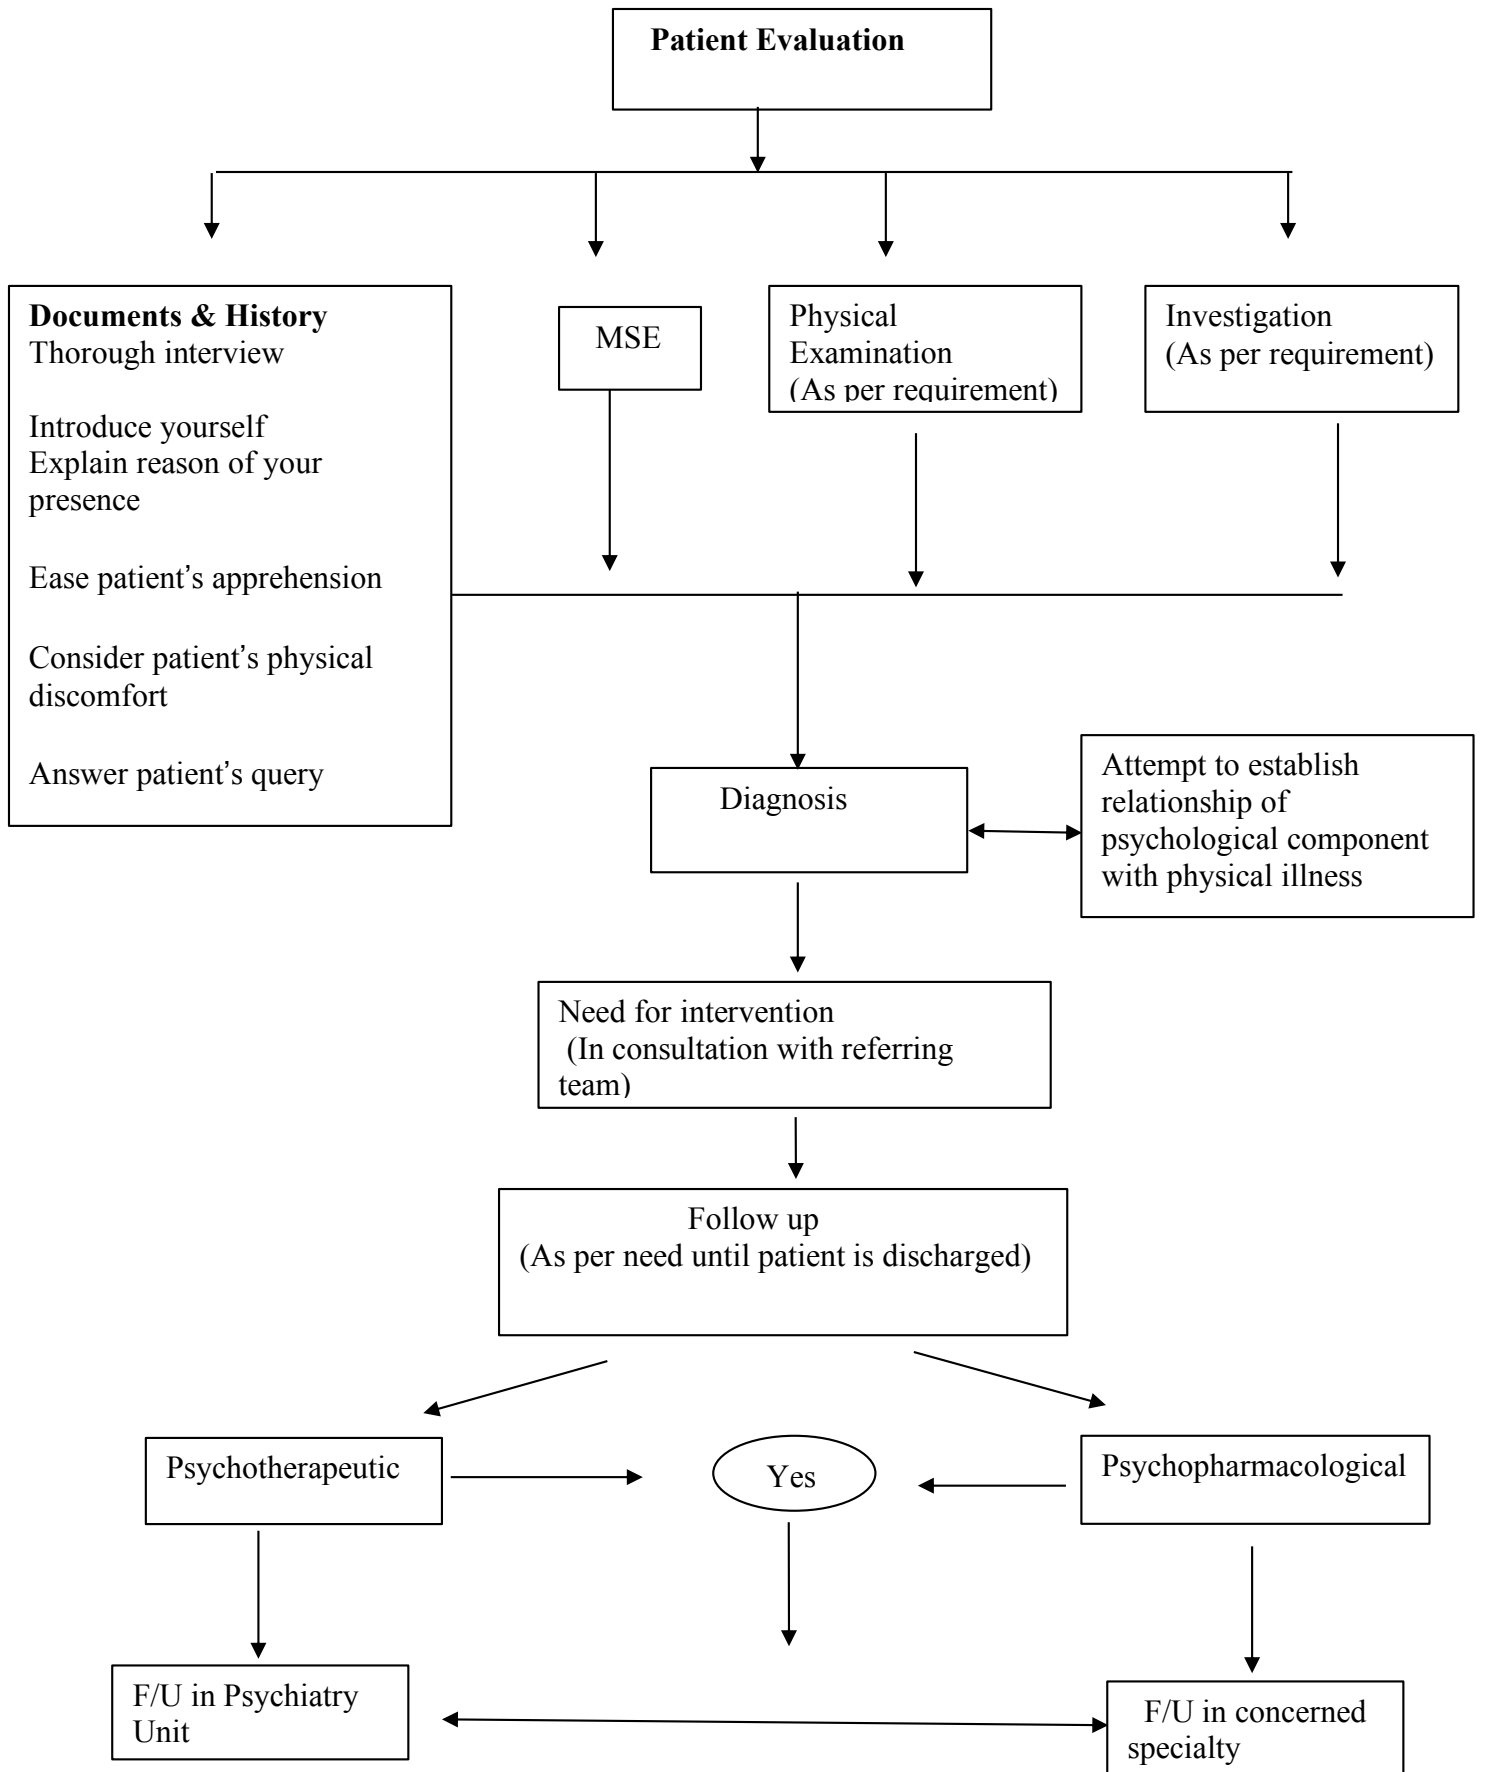 Patient Evaluation
Documents & History
Thorough interview
Introduce yourself
Explain reason of your
presence
Ease patient's apprehension
Consider patient's physical
discomfort
Answer patient's query
MSE
Physical
Examination
(As per requirement)
Investigation
(As per requirement)
Diagnosis
Attempt to establish
relationship of
psychological component
with physical illness
Need for intervention
(In consultation with referring
team)
Follow up
(As per need until patient is discharged)
Psychotherapeutic
Yes
Psychopharmacological
F/U in Psychiatry
Unit
F/U in concerned
specialty